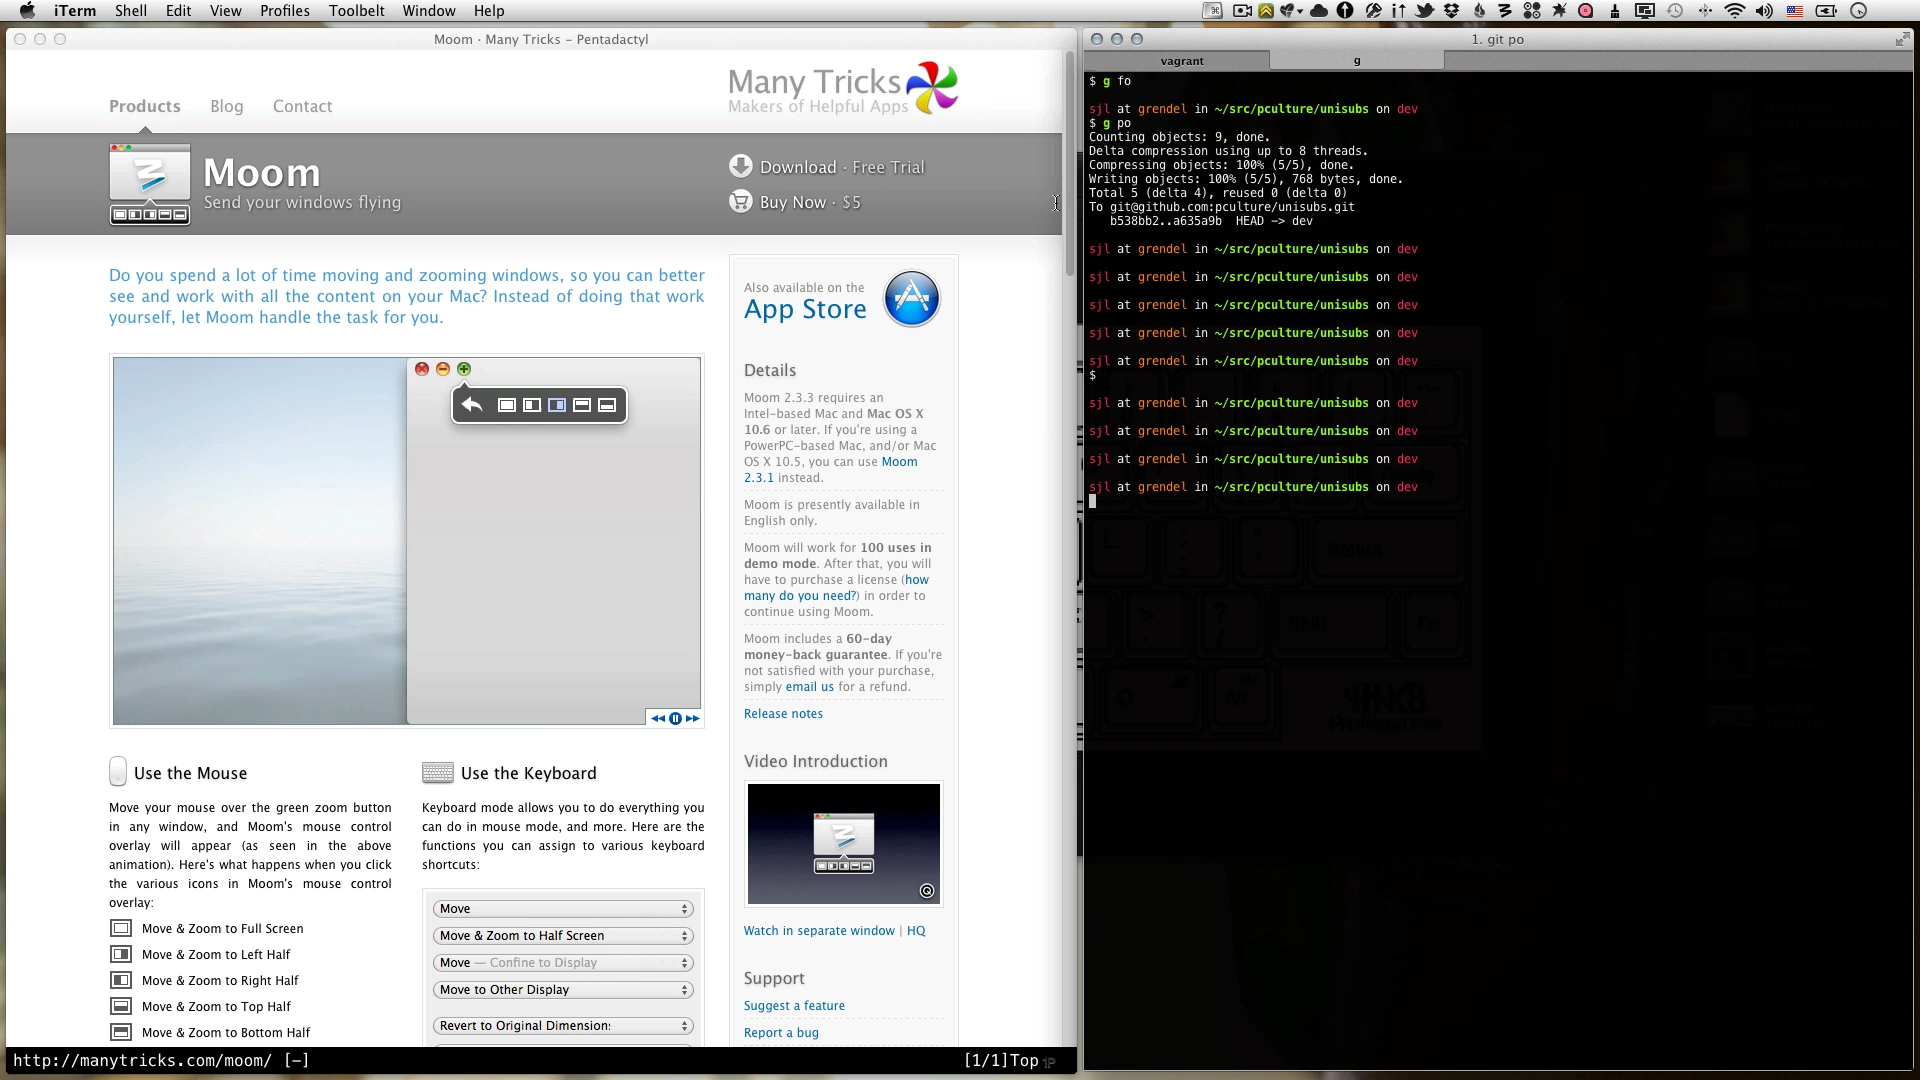 iTerm Shell Edit View Profiles Toolbelt Window Help
Moom · Many Tricks – Pentadactyl
Products Blog Contact
Many Tricks
Makers of Helpful Apps
Moom
Send your windows flying
Download · Free Trial
Buy Now · $5
Do you spend a lot of time moving and zooming windows, so you can better
see and work with all the content on your Mac? Instead of doing that work
yourself, let Moom handle the task for you.
Use the Mouse
Move your mouse over the green zoom button
in any window, and Moom's mouse control
overlay will appear (as seen in the above
animation). Here's what happens when you click
the various icons in Moom's mouse control
overlay:
Move & Zoom to Full Screen
Move & Zoom to Left Half
Move & Zoom to Right Half
Move & Zoom to Top Half
Move & Zoom to Bottom Half
Use the Keyboard
Keyboard mode allows you to do everything you
can do in mouse mode, and more. Here are the
functions you can assign to various keyboard
shortcuts:
Move
Move & Zoom to Half Screen
Move — Confine to Display
Move to Other Display
Revert to Original Dimensions
Also available on the
App Store
Details
Moom 2.3.3 requires an
Intel-based Mac and Mac OS X
10.6 or later. If you're using a
PowerPC-based Mac, and/or Mac
OS X 10.5, you can use Moom
2.3.1 instead.
Moom is presently available in
English only.
Moom will work for 100 uses in
demo mode. After that, you will
have to purchase a license (how
many do you need?) in order to
continue using Moom.
Moom includes a 60-day
money-back guarantee. If you're
not satisfied with your purchase,
simply email us for a refund.
Release notes
Video Introduction
Watch in separate window | HQ
Support
Suggest a feature
Report a bug
http://manytricks.com/moom/ [-]
[1/1]Top
1. git po
vagrant
g
$ g fo
sjl at grendel in ~/src/pculture/unisubs on dev
$ g po
Counting objects: 9, done.
Delta compression using up to 8 threads.
Compressing objects: 100% (5/5), done.
Writing objects: 100% (5/5), 768 bytes, done.
Total 5 (delta 4), reused 0 (delta 0)
To git@github.com:pculture/unisubs.git
b538bb2..a635a9b HEAD -> dev
sjl at grendel in ~/src/pculture/unisubs on dev
sjl at grendel in ~/src/pculture/unisubs on dev
sjl at grendel in ~/src/pculture/unisubs on dev
sjl at grendel in ~/src/pculture/unisubs on dev
sjl at grendel in ~/src/pculture/unisubs on dev
$
sjl at grendel in ~/src/pculture/unisubs on dev
sjl at grendel in ~/src/pculture/unisubs on dev
sjl at grendel in ~/src/pculture/unisubs on dev
sjl at grendel in ~/src/pculture/unisubs on dev
L
Return
Shift
Fn
Alt
HHKB
Professional